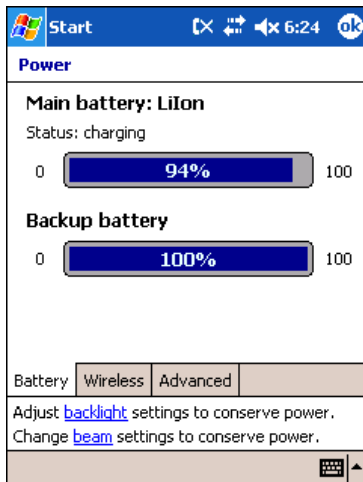 Start 6:24 ok
Power
Main battery: LiIon
Status: charging
0 94% 100
Backup battery
0 100% 100
Battery Wireless Advanced
Adjust backlight settings to conserve power.
Change beam settings to conserve power.